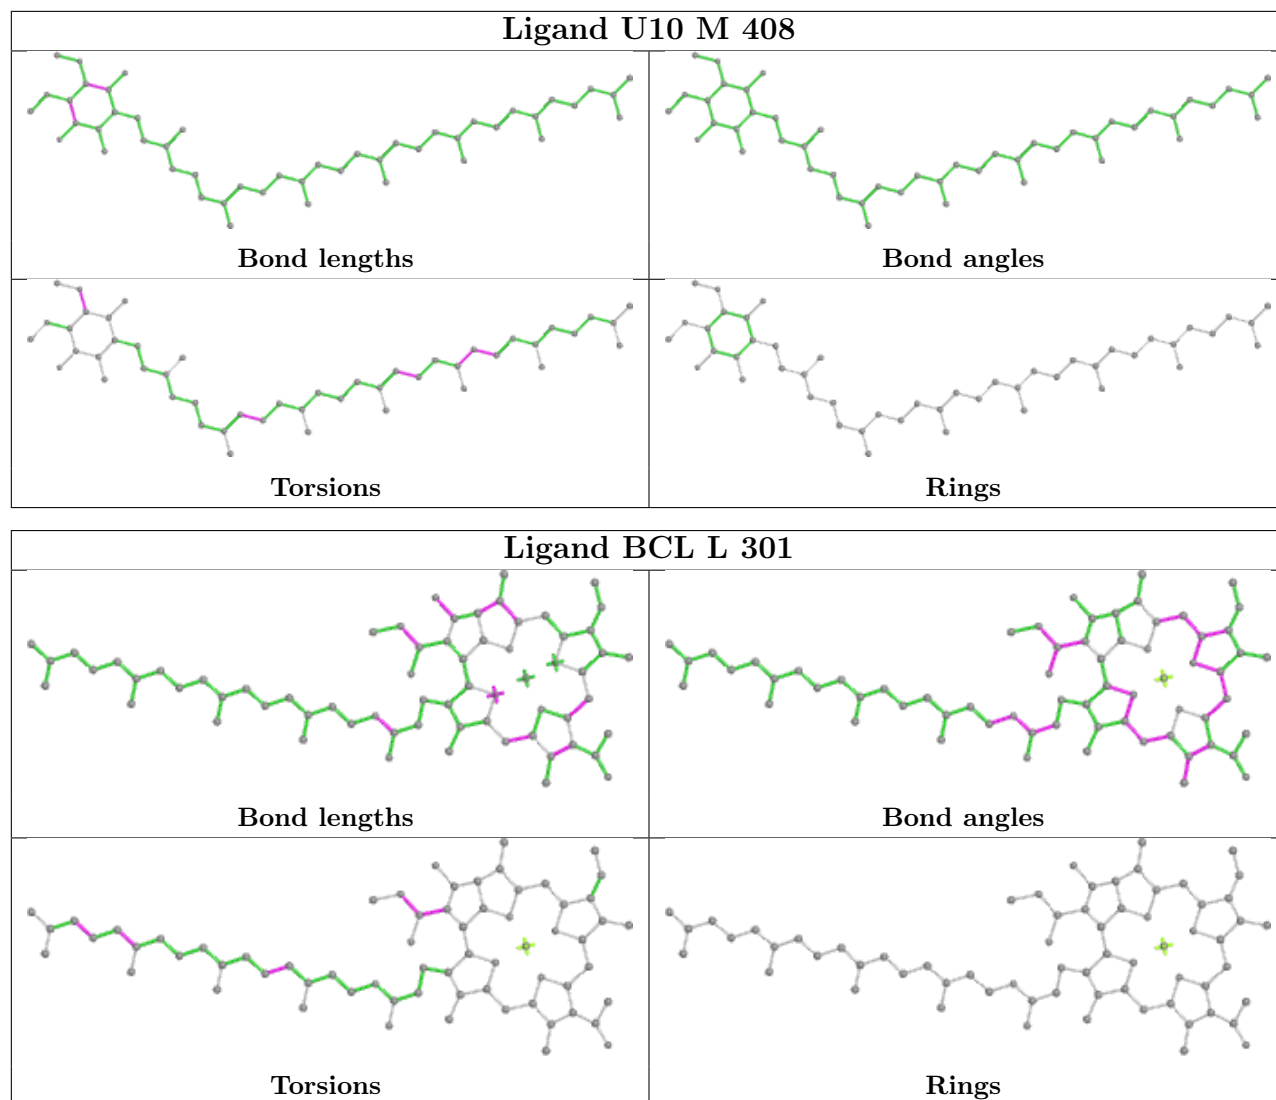 Ligand U10 M 408
Bond lengths
Bond angles
Torsions
Rings
Ligand BCL L 301
Bond lengths
Bond angles
Torsions
Rings